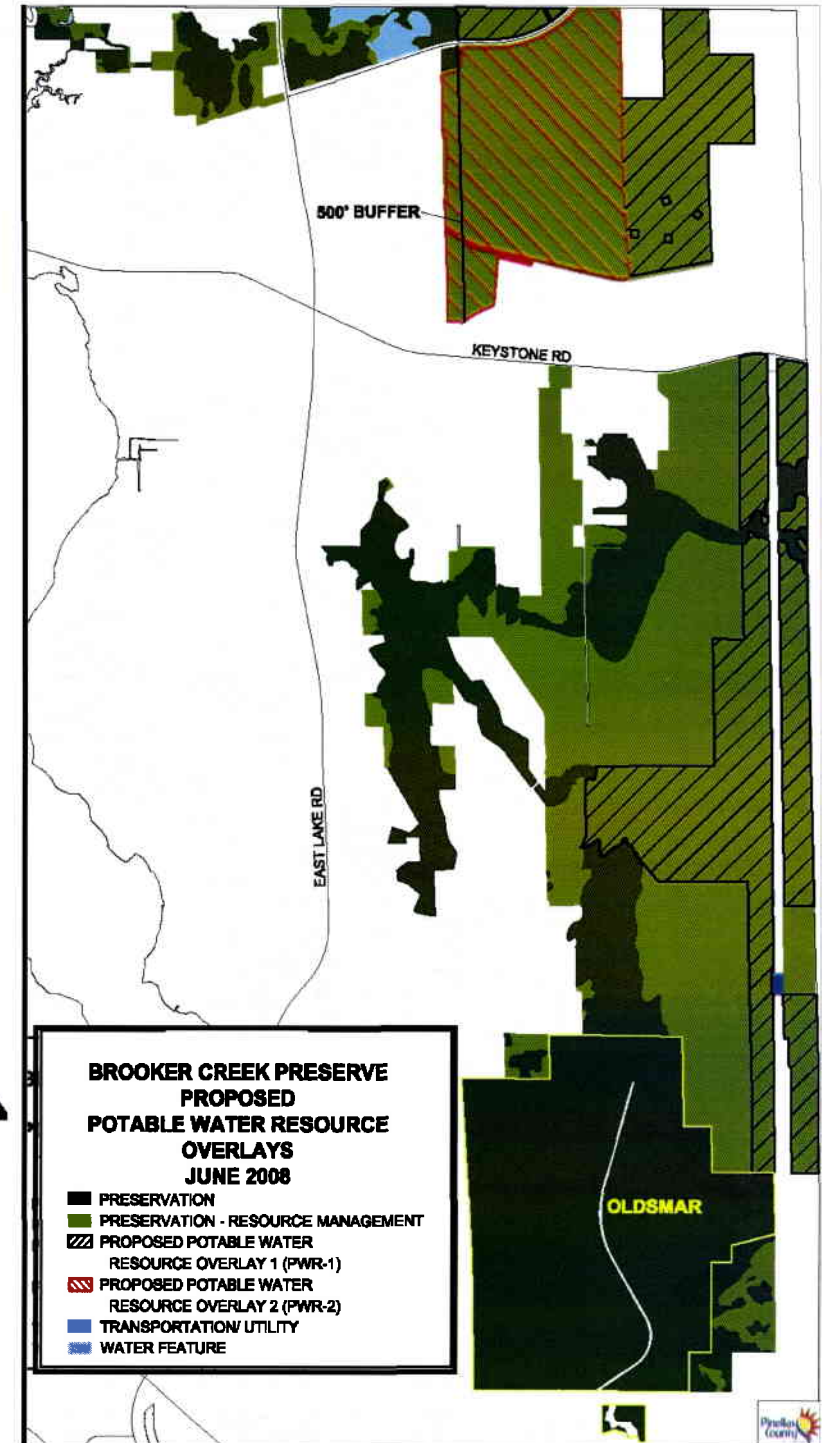 500' BUFFER
KEYSTONE RD
EAST LAKE RD
BROOKER CREEK PRESERVE
PROPOSED
POTABLE WATER RESOURCE
OVERLAYS
JUNE 2008
PRESERVATION
PRESERVATION - RESOURCE MANAGEMENT
PROPOSED POTABLE WATER
RESOURCE OVERLAY 1 (PWR-1)
PROPOSED POTABLE WATER
RESOURCE OVERLAY 2 (PWR-2)
TRANSPORTATION/ UTILITY
WATER FEATURE
OLDSMAR
Pinellas
County